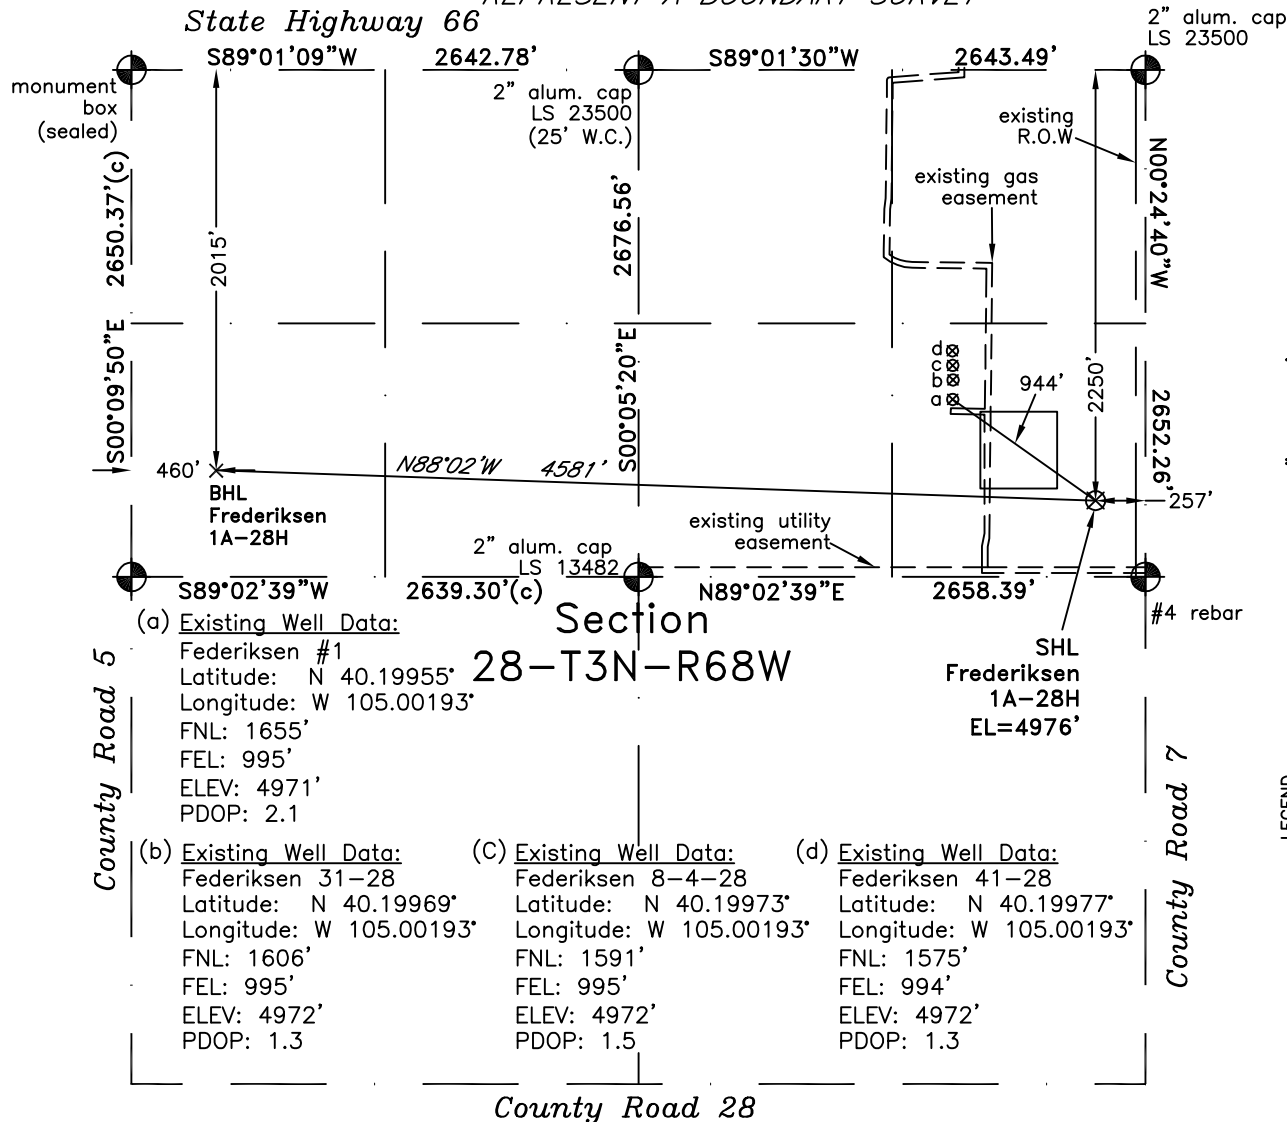 REPRESENT A BOUNDARY SURVEY
State Highway 66
2” alum. cap
LS 23500
S89°01'09”W 2642.78' S89°01'30”W 2643.49'
monument
box
(sealed)
2” alum. cap
LS 23500
(25' W.C.)
existing
R.O.W
existing gas
easement
2650.37'(c)
S00°09'50”E
2015'
2676.56'
S00°05'20”E
N00°24'40”W
2652.26'
2250'
d
c
b
a
944'
460'
N88°02'W 4581'
257'
BHL
Frederiksen
1A-28H
existing utility
easement
2” alum. cap
LS 13482
S89°02'39”W 2639.30'(c) N89°02'39”E 2658.39'
#4 rebar
Section
28-T3N-R68W
SHL
Frederiksen
1A-28H
EL=4976'
(a) Existing Well Data:
Federiksen #1
Latitude: N 40.19955°
Longitude: W 105.00193°
FNL: 1655'
FEL: 995'
ELEV: 4971'
PDOP: 2.1
County Road 5
County Road 7
LEGEND
(b) Existing Well Data:
Federiksen 31-28
Latitude: N 40.19969°
Longitude: W 105.00193°
FNL: 1606'
FEL: 995'
ELEV: 4972'
PDOP: 1.3
(C) Existing Well Data:
Federiksen 8-4-28
Latitude: N 40.19973°
Longitude: W 105.00193°
FNL: 1591'
FEL: 995'
ELEV: 4972'
PDOP: 1.5
(d) Existing Well Data:
Federiksen 41-28
Latitude: N 40.19977°
Longitude: W 105.00193°
FNL: 1575'
FEL: 994'
ELEV: 4972'
PDOP: 1.3
County Road 28